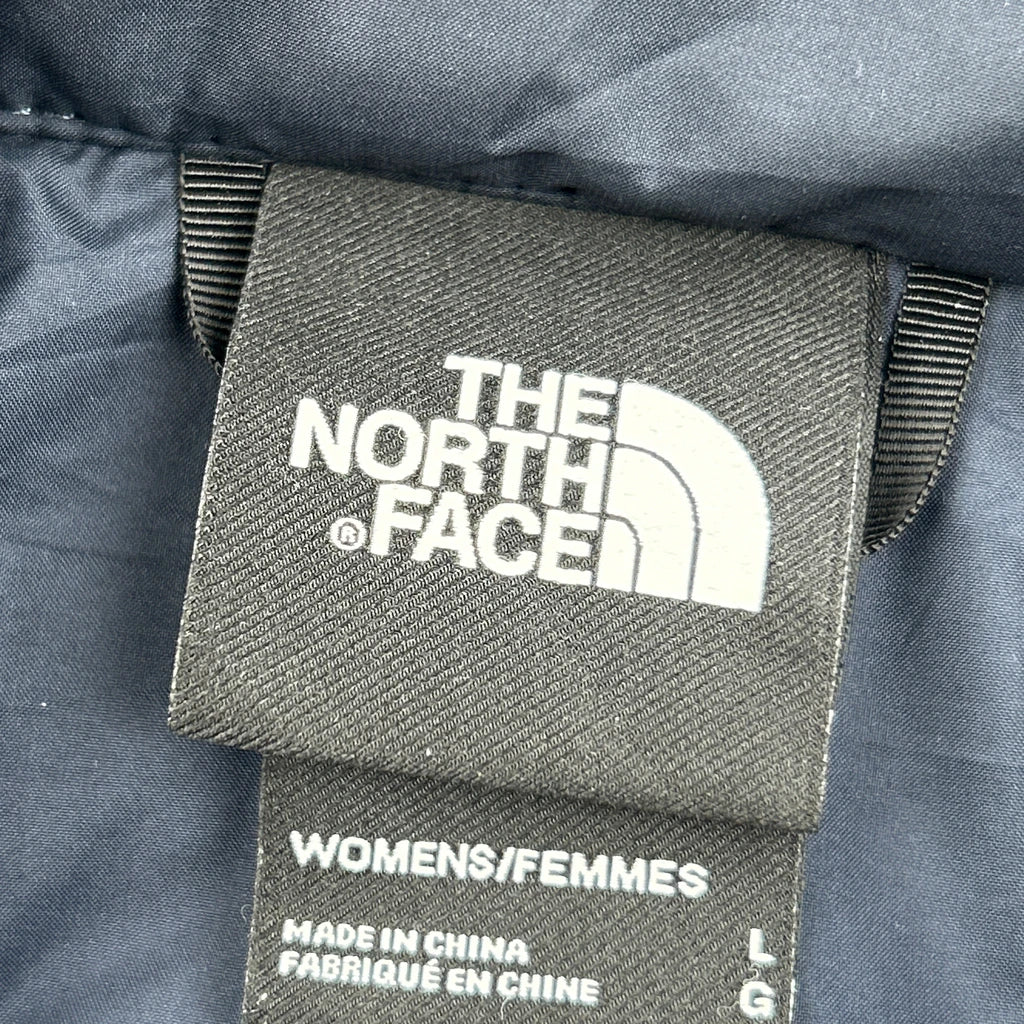 THE
NORTH
®FACE
WOMENS/FEMMES
MADE IN CHINA
FABRIQUÉ EN CHINE
L
G